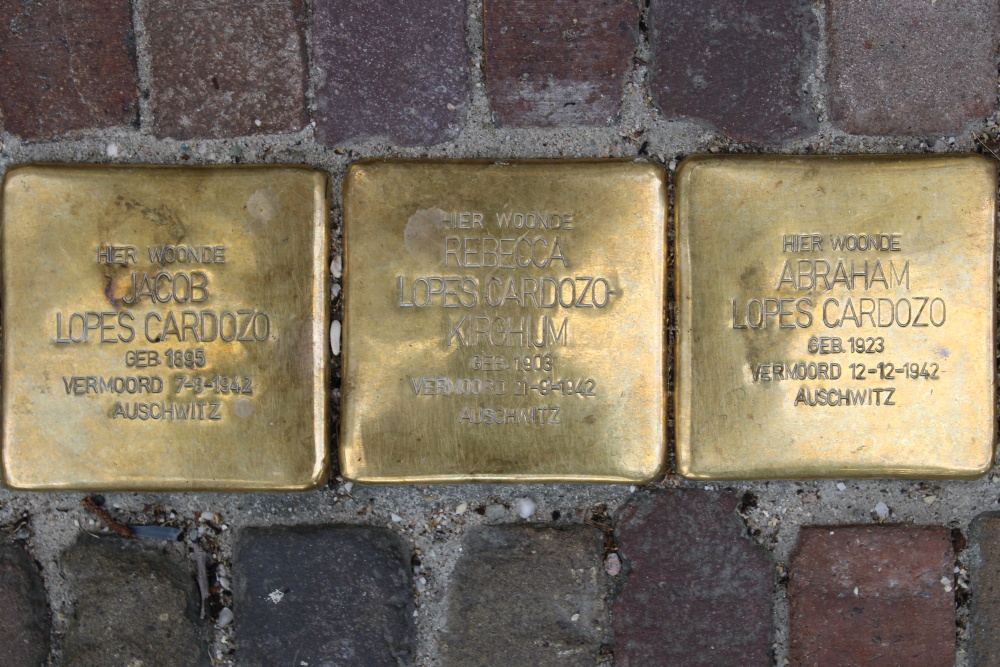 HIER WOONDE
JACOB
LOPES CARDOZO
GEB. 1895
VERMOORD 7-9-1942
AUSCHWITZ
HIER WOONDE
REBECCA
LOPES CARDOZO-
KIRCHIUM
GEB. 1903
VERMOORD 21-9-1942
AUSCHWITZ
HIER WOONDE
ABRAHAM
LOPES CARDOZO
GEB. 1923
VERMOORD 12-12-1942
AUSCHWITZ